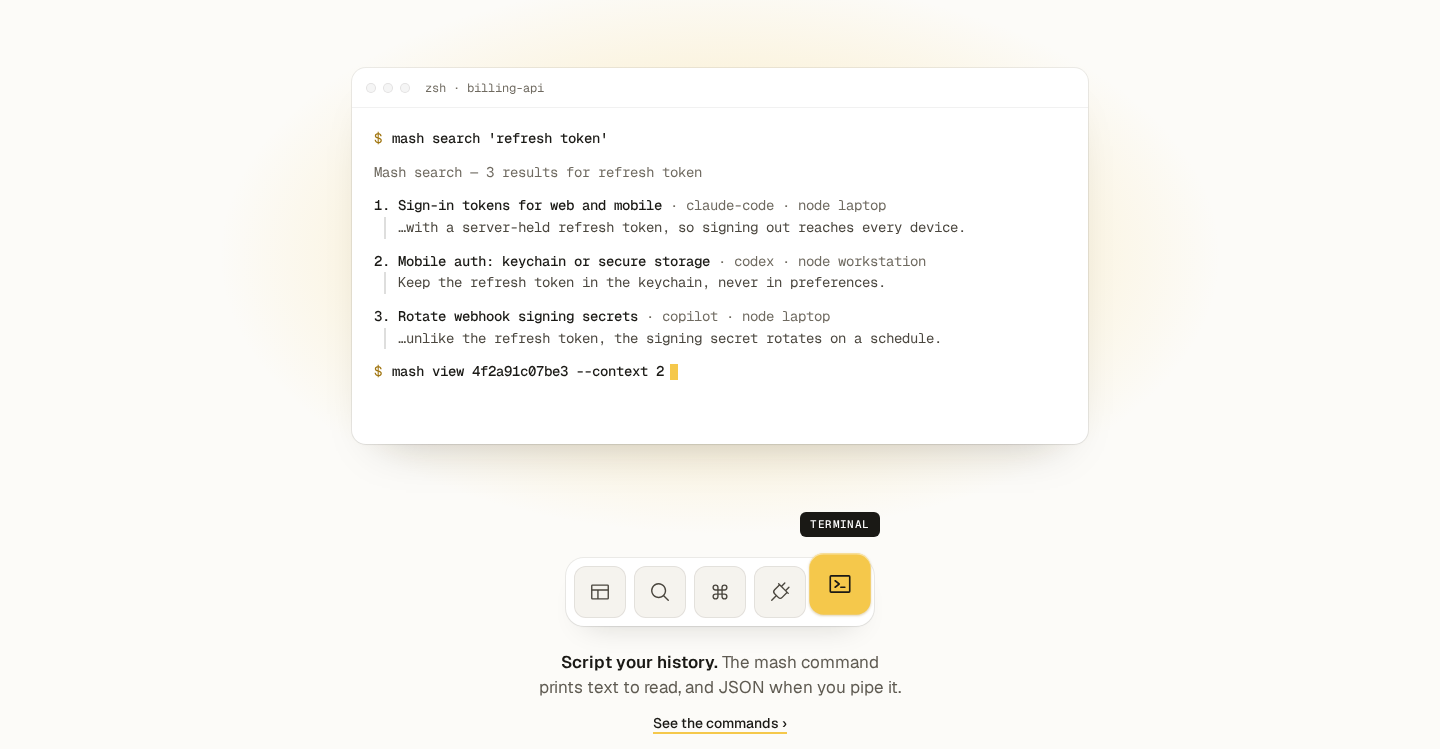 zsh · billing-api
$ mash search 'refresh token'
Mash search — 3 results for refresh token
1. Sign-in tokens for web and mobile · claude-code · node laptop
…with a server-held refresh token, so signing out reaches every device.
2. Mobile auth: keychain or secure storage · codex · node workstation
Keep the refresh token in the keychain, never in preferences.
3. Rotate webhook signing secrets · copilot · node laptop
…unlike the refresh token, the signing secret rotates on a schedule.
$ mash view 4f2a91c07be3 --context 2
TERMINAL
Script your history. The mash command
prints text to read, and JSON when you pipe it.
See the commands ›